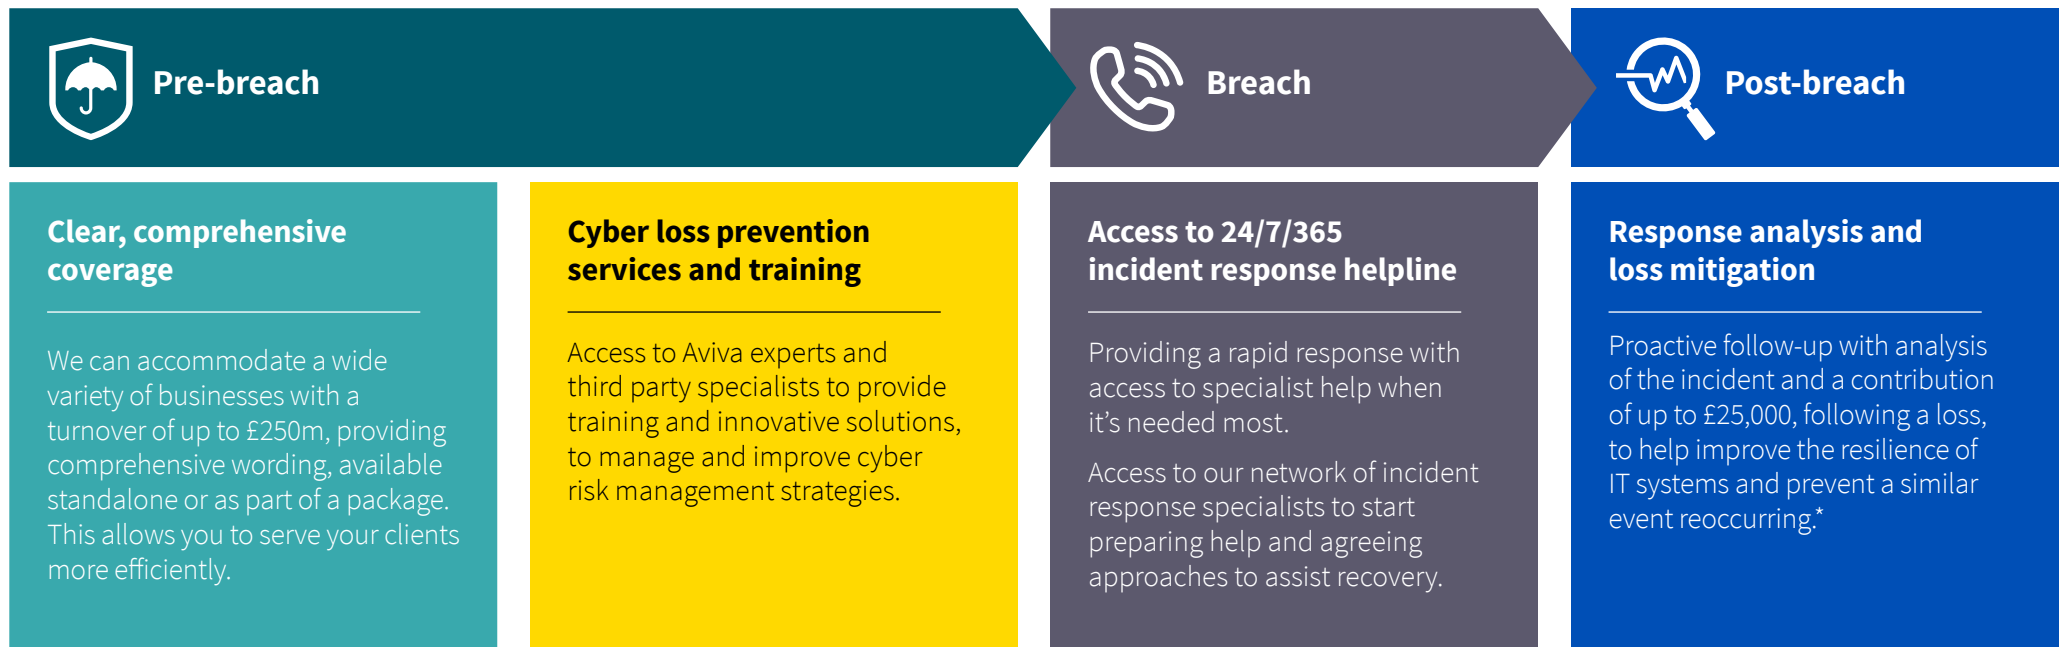 Pre-breach
Breach
Post-breach
Clear, comprehensive
coverage
We can accommodate a wide
variety of businesses with a
turnover of up to £250m, providing
comprehensive wording, available
standalone or as part of a package.
This allows you to serve your clients
more efficiently.
Cyber loss prevention
services and training
Access to Aviva experts and
third party specialists to provide
training and innovative solutions,
to manage and improve cyber
risk management strategies.
Access to 24/7/365
incident response helpline
Providing a rapid response with
access to specialist help when
it’s needed most.
Access to our network of incident
response specialists to start
preparing help and agreeing
approaches to assist recovery.
Response analysis and
loss mitigation
Proactive follow-up with analysis
of the incident and a contribution
of up to £25,000, following a loss,
to help improve the resilience of
IT systems and prevent a similar
event reoccurring.*